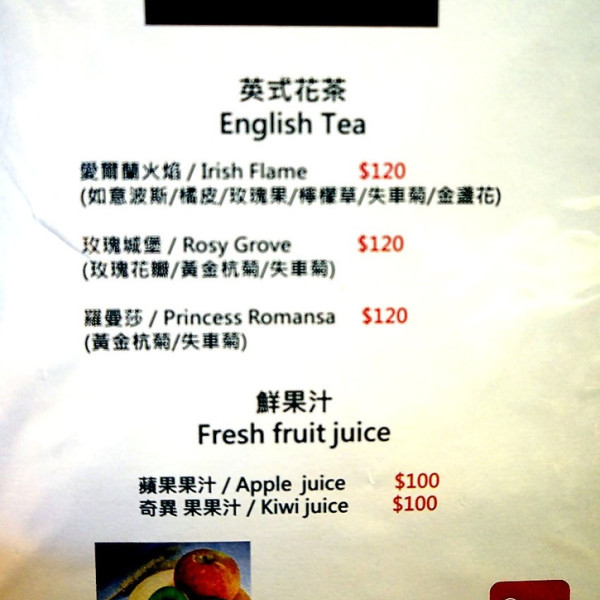 英式花茶
English Tea
愛爾蘭火焰 / Irish Flame $120
(如意波斯/橘皮/玫瑰果/檸檬草/失車菊/金盞花)
玫瑰城堡 / Rosy Grove $120
(玫瑰花瓣/黃金杭菊/失車菊)
羅曼莎 / Princess Romansa $120
(黃金杭菊/失車菊)
鮮果汁
Fresh fruit juice
蘋果果汁 / Apple juice $100
奇異 果果汁 / Kiwi juice $100